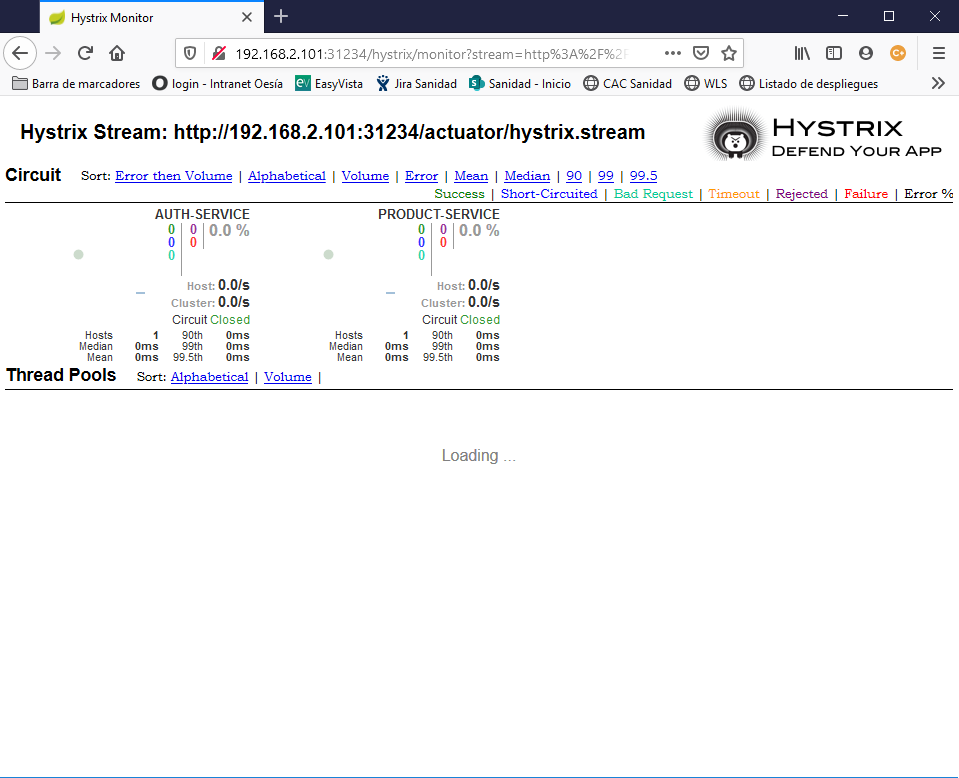 Hystrix Monitor
192.168.2.101:31234/hystrix/monitor?stream=http%3A%2F%2F
Barra de marcadores login - Intranet Oesía EasyVista Jira Sanidad Sanidad - Inicio CAC Sanidad WLS Listado de despliegues
Hystrix Stream: http://192.168.2.101:31234/actuator/hystrix.stream
HYSTRIX
DEFEND YOUR APP
Circuit Sort: Error then Volume | Alphabetical | Volume | Error | Mean | Median | 90 | 99 | 99.5
Success | Short-Circuited | Bad Request | Timeout | Rejected | Failure | Error %
AUTH-SERVICE
0 0 0.0 %
0 0
0
Host: 0.0/s
Cluster: 0.0/s
Circuit Closed
Hosts 1 90th 0ms
Median 0ms 99th 0ms
Mean 0ms 99.5th 0ms
PRODUCT-SERVICE
0 0 0.0 %
0 0
0
Host: 0.0/s
Cluster: 0.0/s
Circuit Closed
Hosts 1 90th 0ms
Median 0ms 99th 0ms
Mean 0ms 99.5th 0ms
Thread Pools Sort: Alphabetical | Volume |
Loading ...